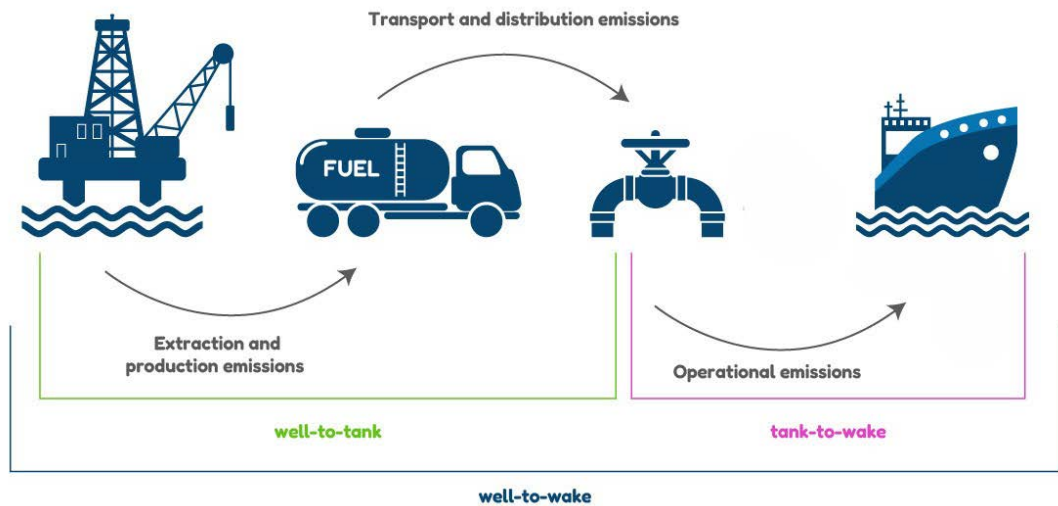 Transport and distribution emissions
FUEL
Extraction and
production emissions
Operational emissions
well-to-tank
tank-to-wake
well-to-wake